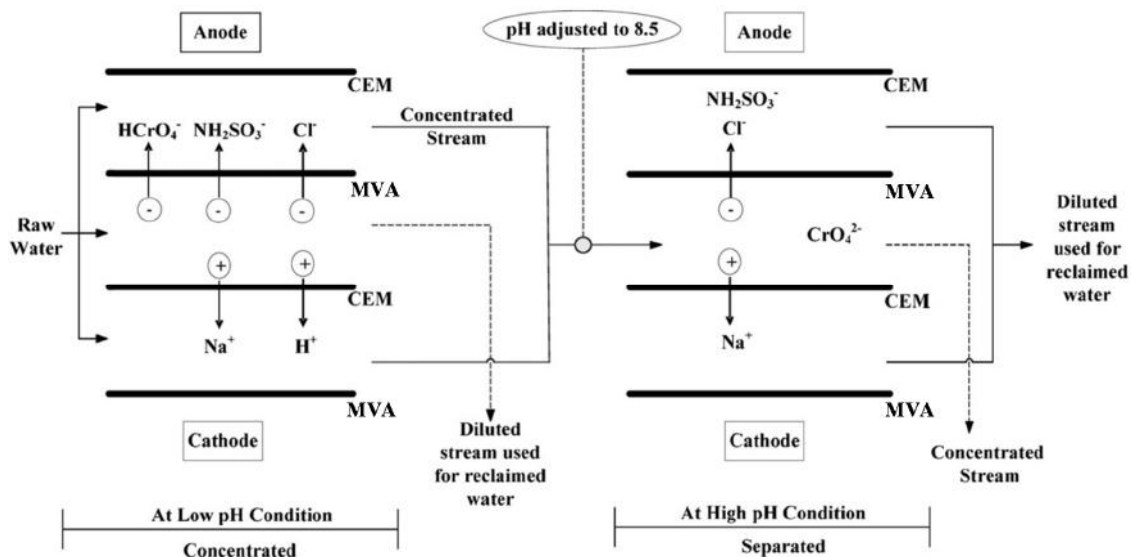 Anode
pH adjusted to 8.5
Anode
CEM
CEM
HCrO₄⁻ NH₂SO₃⁻ Cl⁻
Concentrated
Stream
NH₂SO₃⁻
Cl⁻
MVA
MVA
Raw
Water
- - -
-
CrO₄²⁻
Diluted
stream
used for
reclaimed
water
+ +
+
CEM
CEM
Na⁺ H⁺
Na⁺
MVA
MVA
Cathode
Cathode
Diluted
stream used
for reclaimed
water
Concentrated
Stream
At Low pH Condition
Concentrated
At High pH Condition
Separated